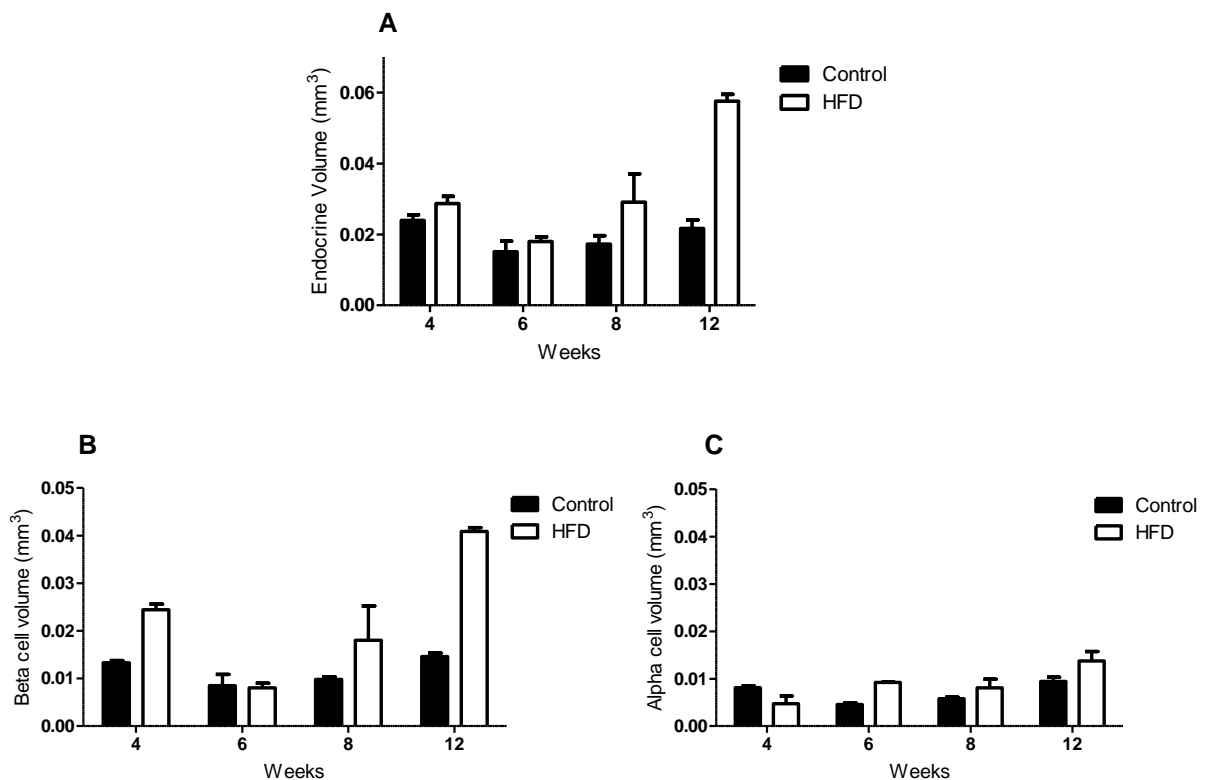 A
Endocrine Volume (mm³)
0.06
0.04
0.02
0.00
4 6 8 12
Weeks
Control
HFD
B
Beta cell volume (mm³)
0.05
0.04
0.03
0.02
0.01
0.00
4 6 8 12
Weeks
Control
HFD
C
Alpha cell volume (mm³)
0.05
0.04
0.03
0.02
0.01
0.00
4 6 8 12
Weeks
Control
HFD